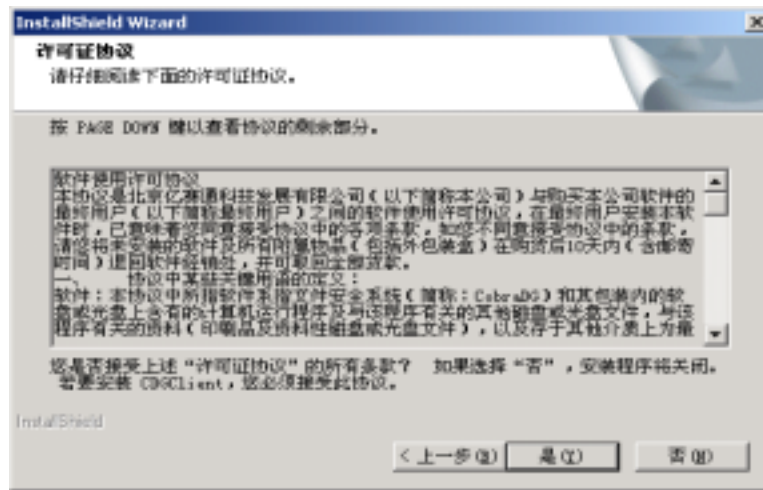 InstallShield Wizard
许可证协议
请仔细阅读下面的许可证协议。
按 PAGE DOWN 键以查看协议的剩余部分。
软件使用许可协议
本协议是北京亿赛通科技发展有限公司(以下简称本公司)与购买本公司软件的
最终用户(以下简称最终用户)之间的软件使用许可协议,在最终用户安装本软
件时,已意味着您同意接受协议中的各项条款,如您不同意接受协议中的条款,
请您将未安装的软件及所有附属物品(包括外包装盒)在购货后10天内(含邮寄
时间)退回软件经销处,并可取回全部货款。
一、 协议中某些关键用语的定义:
软件:本协议中所指软件系指文件安全系统(简称:CobraDG)和其包装内的软
盘或光盘上含有的计算机运行程序及与该程序有关的其他磁盘或光盘文件,与该
程序有关的资料(印刷品及资料性磁盘或光盘文件),以及存于其他介质上为最
您是否接受上述“许可证协议”的所有条款? 如果选择“否”,安装程序将关闭。
若要安装 CDGClient,您必须接受此协议。
InstallShield
<上一步(B) 是(Y) 否(N)